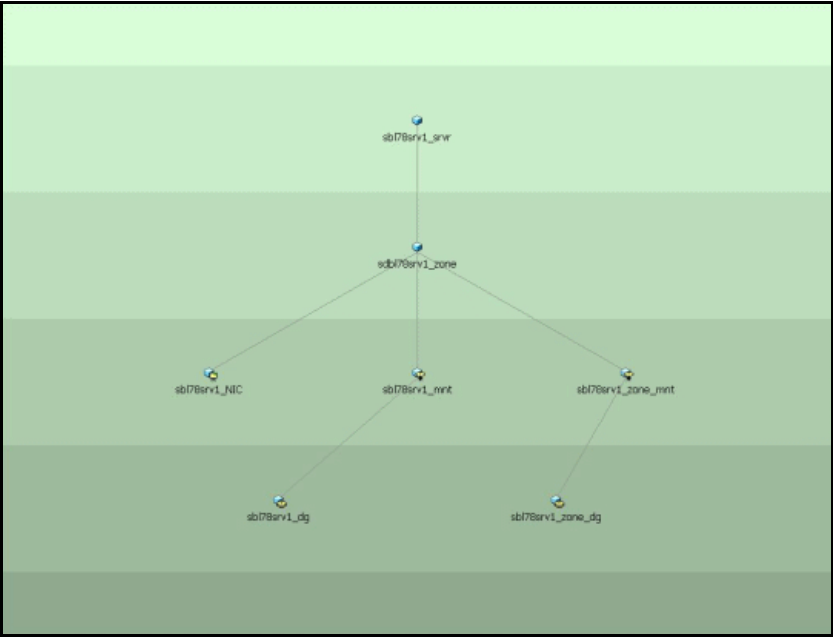 sbl78srv1_srvr
sdbl78srv1_zone
sbl78srv1_NIC
sbl78srv1_mnt
sbl78srv1_zone_mnt
sbl78srv1_dg
sbl78srv1_zone_dg